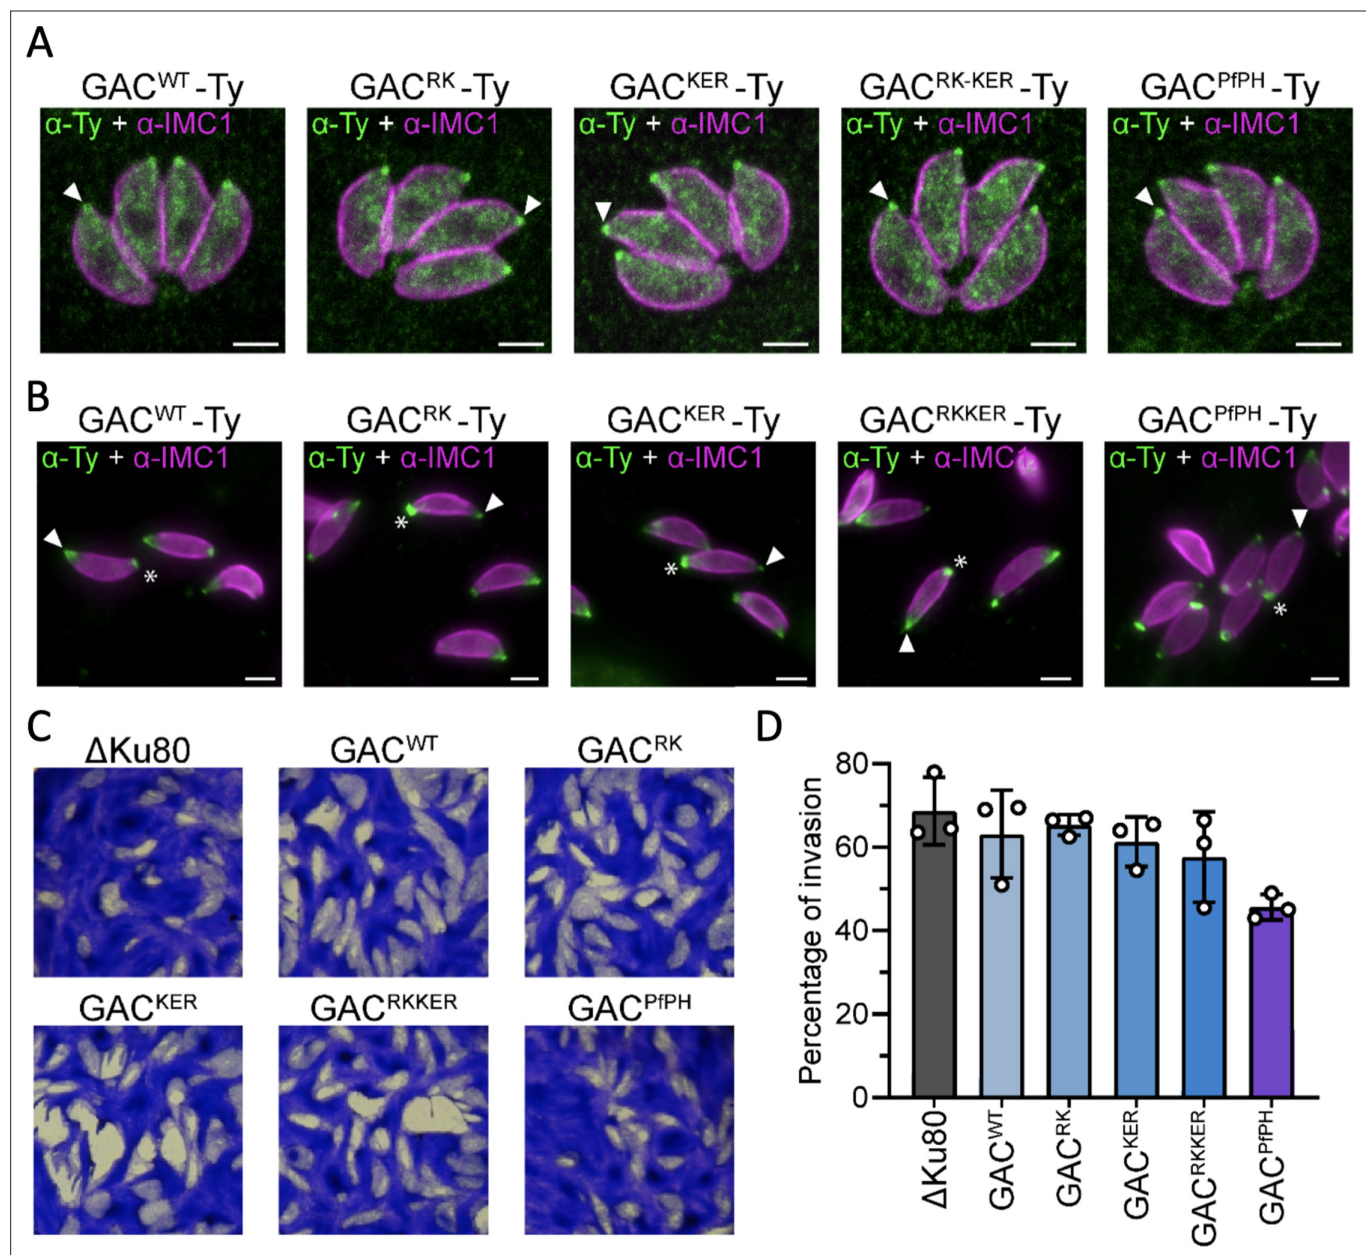 A
GACᵂᵀ-Ty GACᴿᴷ-Ty GACᴷᴱᴿ-Ty GACᴿᴷ⁻ᴷᴱᴿ-Ty GACᴾᶠᴾᴴ-Ty
α-Ty + α-IMC1 α-Ty + α-IMC1 α-Ty + α-IMC1 α-Ty + α-IMC1 α-Ty + α-IMC1
B
GACᵂᵀ-Ty GACᴿᴷ-Ty GACᴷᴱᴿ-Ty GACᴿᴷᴷᴱᴿ-Ty GACᴾᶠᴾᴴ-Ty
α-Ty + α-IMC1 α-Ty + α-IMC1 α-Ty + α-IMC1 α-Ty + α-IMC1 α-Ty + α-IMC1
* * * * *
C
ΔKu80 GACᵂᵀ GACᴿᴷ
GACᴷᴱᴿ GACᴿᴷᴷᴱᴿ GACᴾᶠᴾᴴ
D
Percentage of invasion
80
60
40
20
0
ΔKu80 GACᵂᵀ GACᴿᴷ GACᴷᴱᴿ GACᴿᴷᴷᴱᴿ GACᴾᶠᴾᴴ